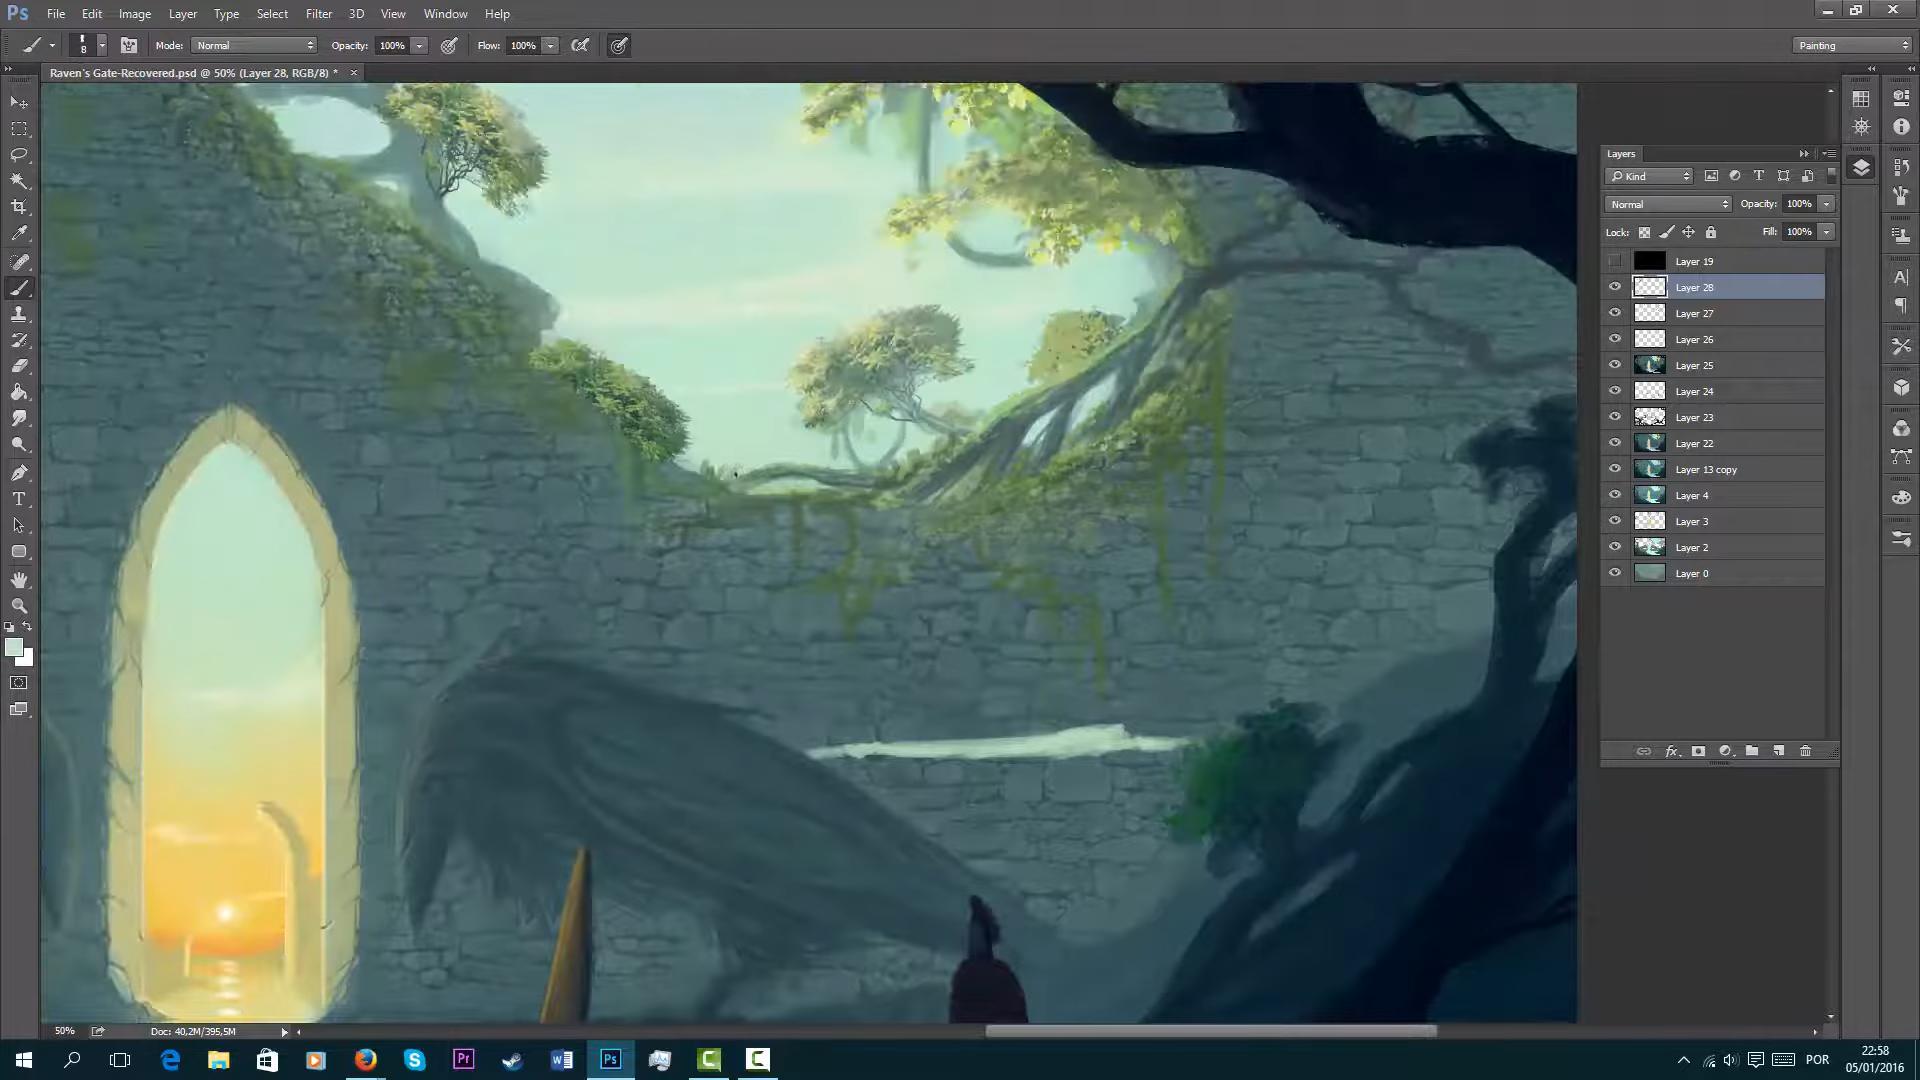 Ps File Edit Image Layer Type Select Filter 3D View Window Help
8 Mode: Normal Opacity: 100% Flow: 100% Painting
Raven's Gate-Recovered.psd @ 50% (Layer 28, RGB/8) *
Layers
Kind
Normal Opacity: 100%
Lock: Fill: 100%
Layer 19
Layer 28
Layer 27
Layer 26
Layer 25
Layer 24
Layer 23
Layer 22
Layer 13 copy
Layer 4
Layer 3
Layer 2
Layer 0
50% Doc: 40,2M/395,5M
POR
22:58
05/01/2016